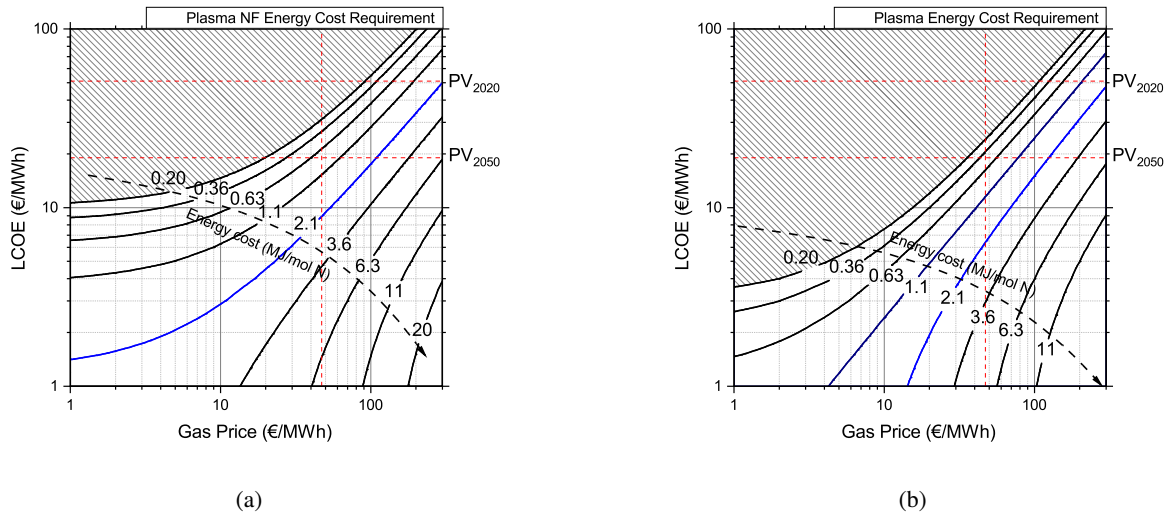 Plasma NF Energy Cost Requirement
100
10
1
LCOE (€/MWh)
PV2020
PV2050
0.20
0.36
0.63
1.1
2.1
3.6
6.3
11
20
Energy cost (MJ/mol N)
1
10
100
Gas Price (€/MWh)
(a)
Plasma Energy Cost Requirement
100
10
1
LCOE (€/MWh)
PV2020
PV2050
0.20
0.36
0.63
1.1
2.1
3.6
6.3
11
Energy cost (MJ/mol N)
1
10
100
Gas Price (€/MWh)
(b)